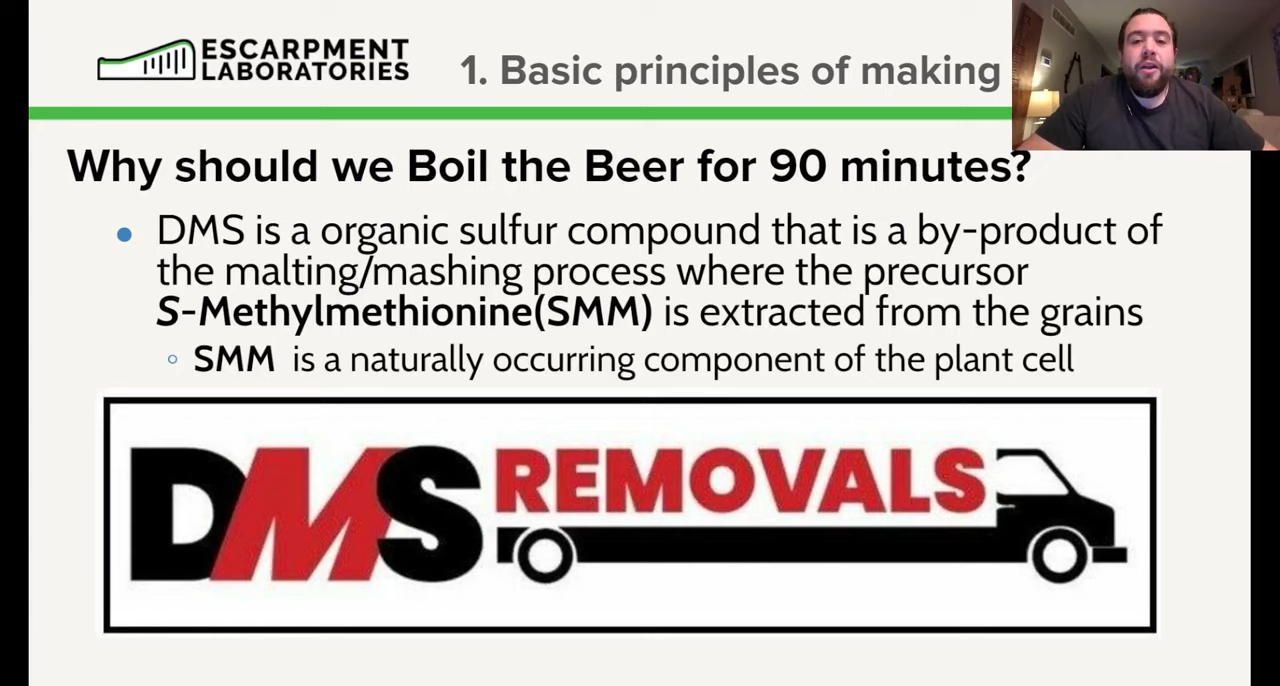 ESCARPMENT
LABORATORIES
1. Basic principles of making
Why should we Boil the Beer for 90 minutes?
● DMS is a organic sulfur compound that is a by-product of
the malting/mashing process where the precursor
S-Methylmethionine(SMM) is extracted from the grains
○ SMM is a naturally occurring component of the plant cell
DMS REMOVALS